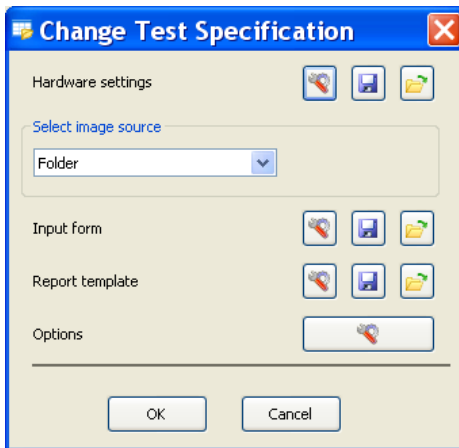 Change Test Specification
Hardware settings
Select image source
Folder
Input form
Report template
Options
OK
Cancel